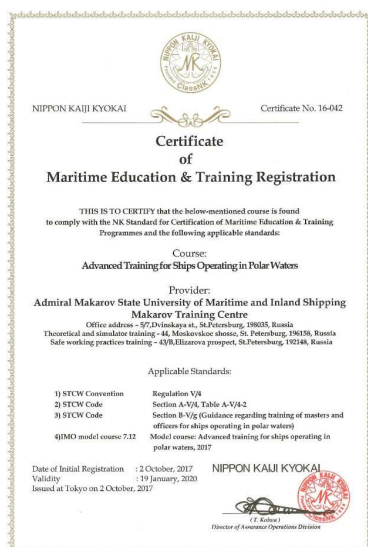 NIPPON KAIJI KYOKAI
ClassNK
NIPPON KAIJI KYOKAI Certificate No. 16-042
Certificate
of
Maritime Education & Training Registration
THIS IS TO CERTIFY that the below-mentioned course is found
to comply with the NK Standard for Certification of Maritime Education & Training
Programmes and the following applicable standards:
Course:
Advanced Training for Ships Operating in Polar Waters
Provider:
Admiral Makarov State University of Maritime and Inland Shipping
Makarov Training Centre
Office address – 5/7,Dvinskaya st., St.Petersburg, 198035, Russia
Theoretical and simulator training - 44, Moskovskoe shosse, St. Petersburg, 196158, Russia
Safe working practices training – 43/B,Elizarova prospect, St.Petersburg, 192148, Russia
Applicable Standards:
1) STCW Convention Regulation V/4
2) STCW Code Section A-V/4, Table A-V/4-2
3) STCW Code Section B-V/g (Guidance regarding training of masters and
officers for ships operating in polar waters)
4)IMO model course 7.12 Model course: Advanced training for ships operating in
polar waters, 2017
Date of Initial Registration : 2 October, 2017 NIPPON KAIJI KYOKAI
Validity : 19 January, 2020
Issued at Tokyo on 2 October, 2017
Director of Assurance Operations Division